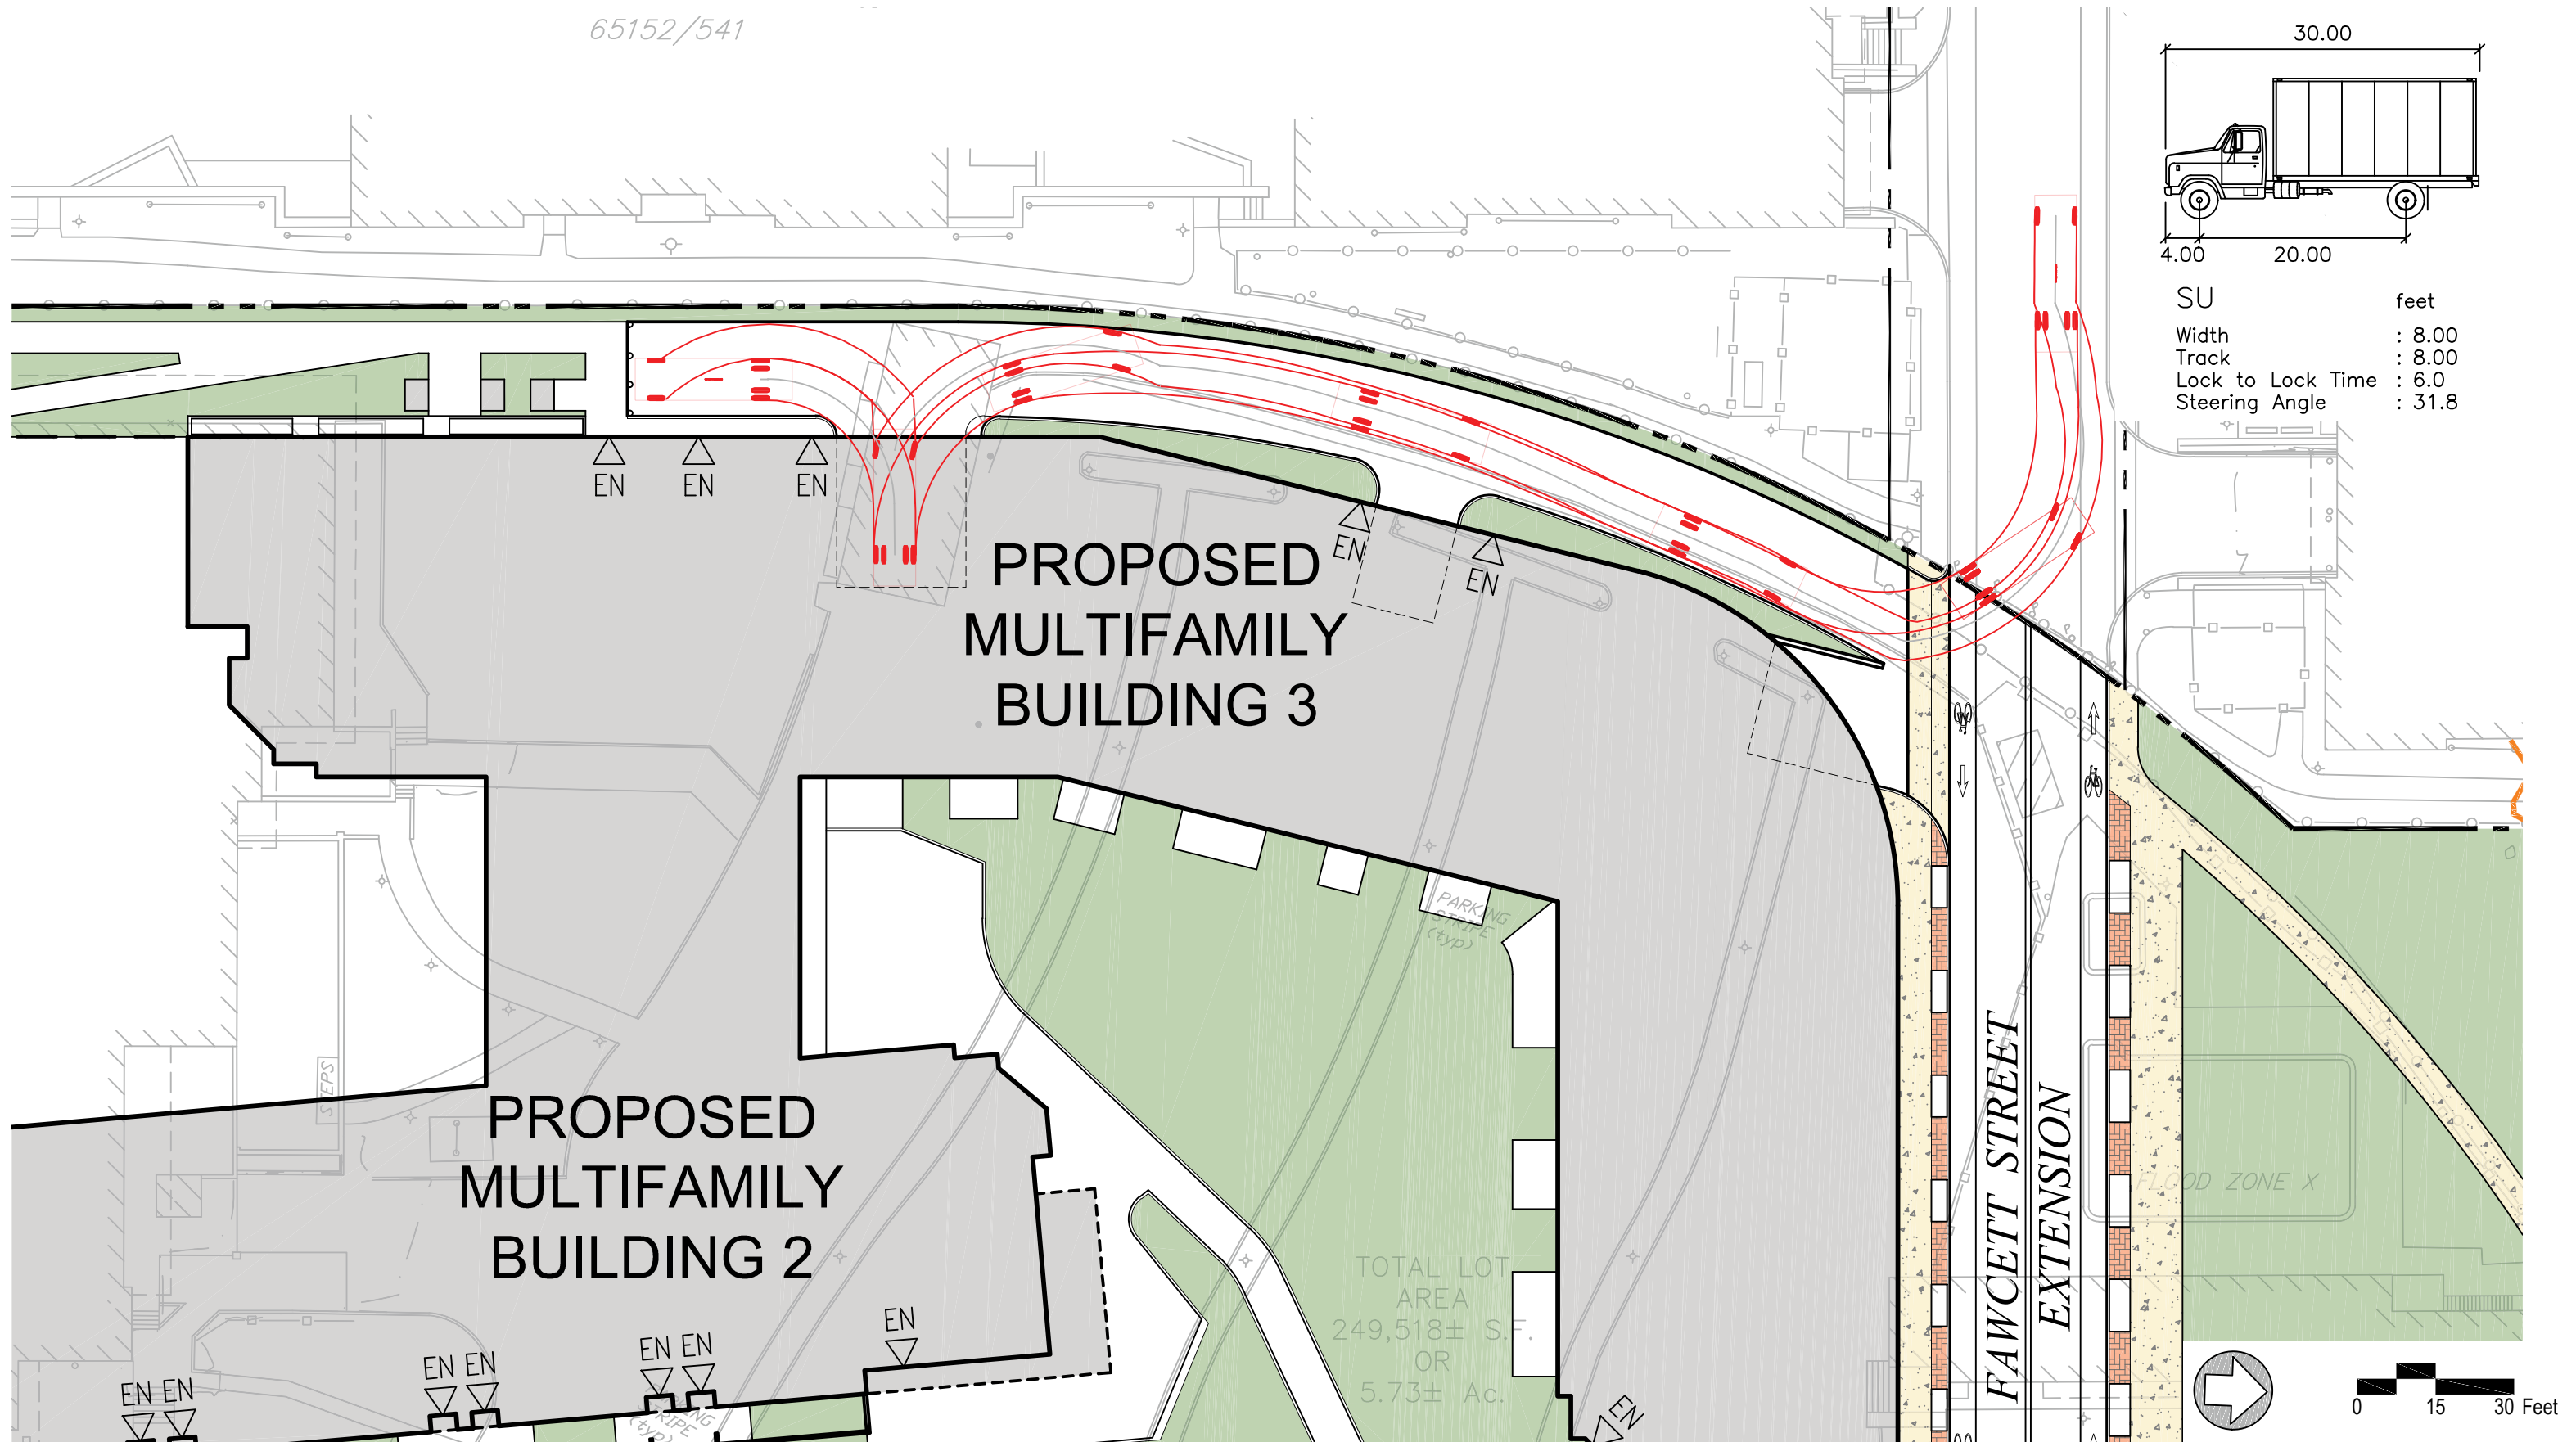 65152/541
30.00
4.00 20.00
SU feet
Width : 8.00
Track : 8.00
Lock to Lock Time : 6.0
Steering Angle : 31.8
EN
EN
EN
EN
EN
PROPOSED
MULTIFAMILY
BUILDING 3
PARKING
STRIPE
(typ)
STEPS
PROPOSED
MULTIFAMILY
BUILDING 2
FAWCETT STREET
EXTENSION
FLOOD ZONE X
TOTAL LOT
AREA
249,518± S.F.
OR
5.73± Ac.
EN
EN EN
EN EN
EN EN
STRIPE
(typ)
EN
0 15 30 Feet